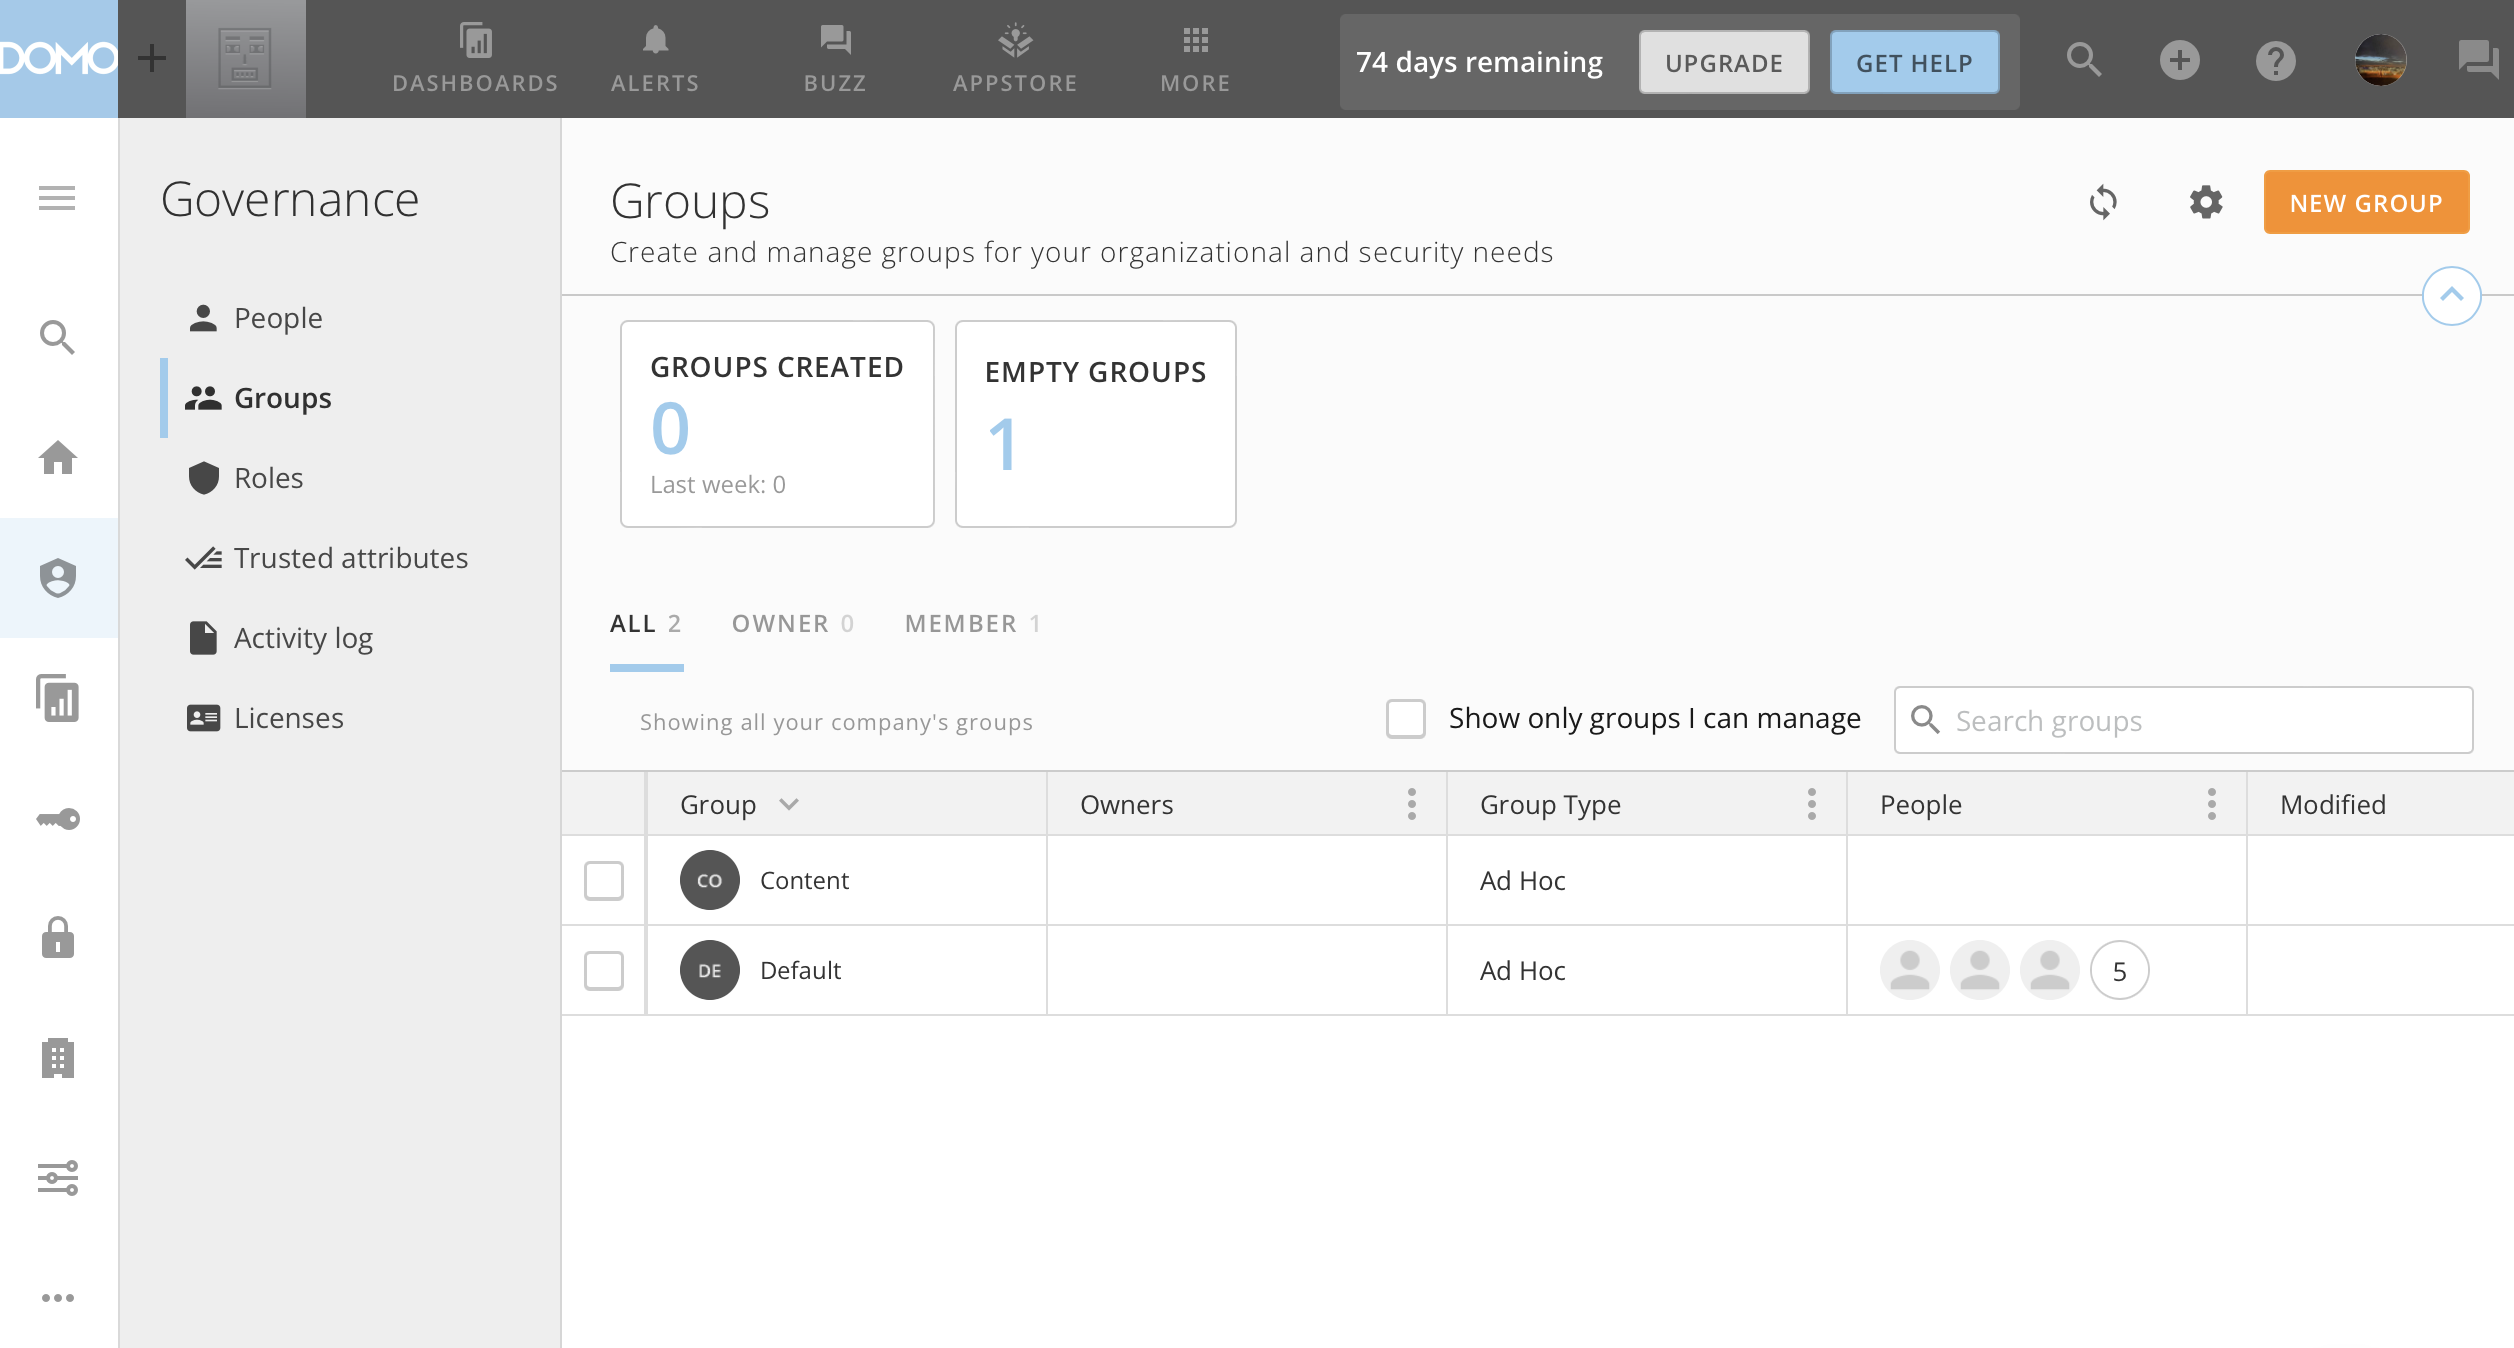 DOMO
DASHBOARDS
ALERTS
BUZZ
APPSTORE
MORE
74 days remaining
UPGRADE
GET HELP
Governance
People
Groups
Roles
Trusted attributes
Activity log
Licenses
Groups
Create and manage groups for your organizational and security needs
NEW GROUP
GROUPS CREATED
0
Last week: 0
EMPTY GROUPS
1
ALL 2
OWNER 0
MEMBER 1
Showing all your company's groups
Show only groups I can manage
Search groups
Group
Owners
Group Type
People
Modified
CO
Content
Ad Hoc
DE
Default
Ad Hoc
5